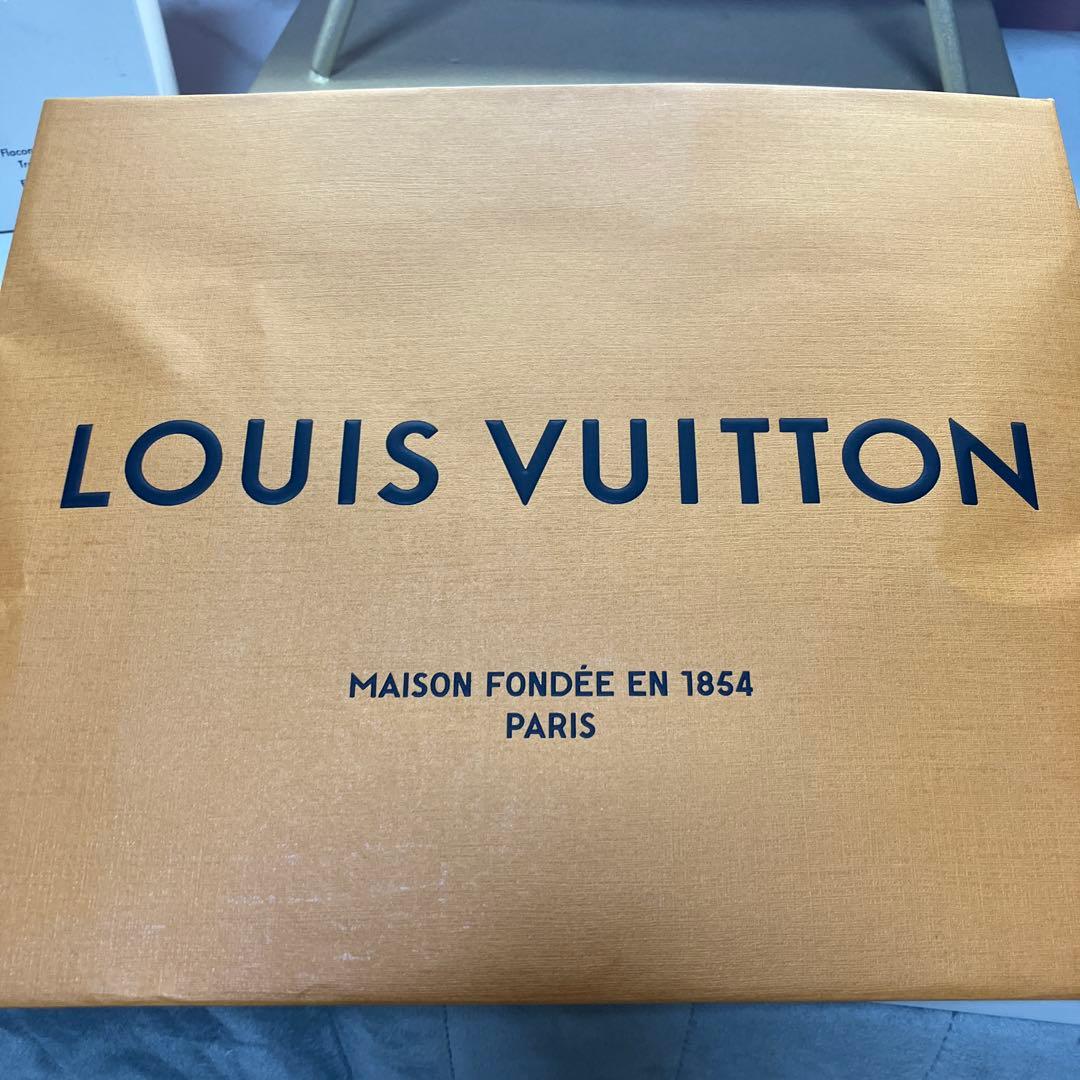 LOUIS VUITTON
MAISON FONDÉE EN 1854
PARIS